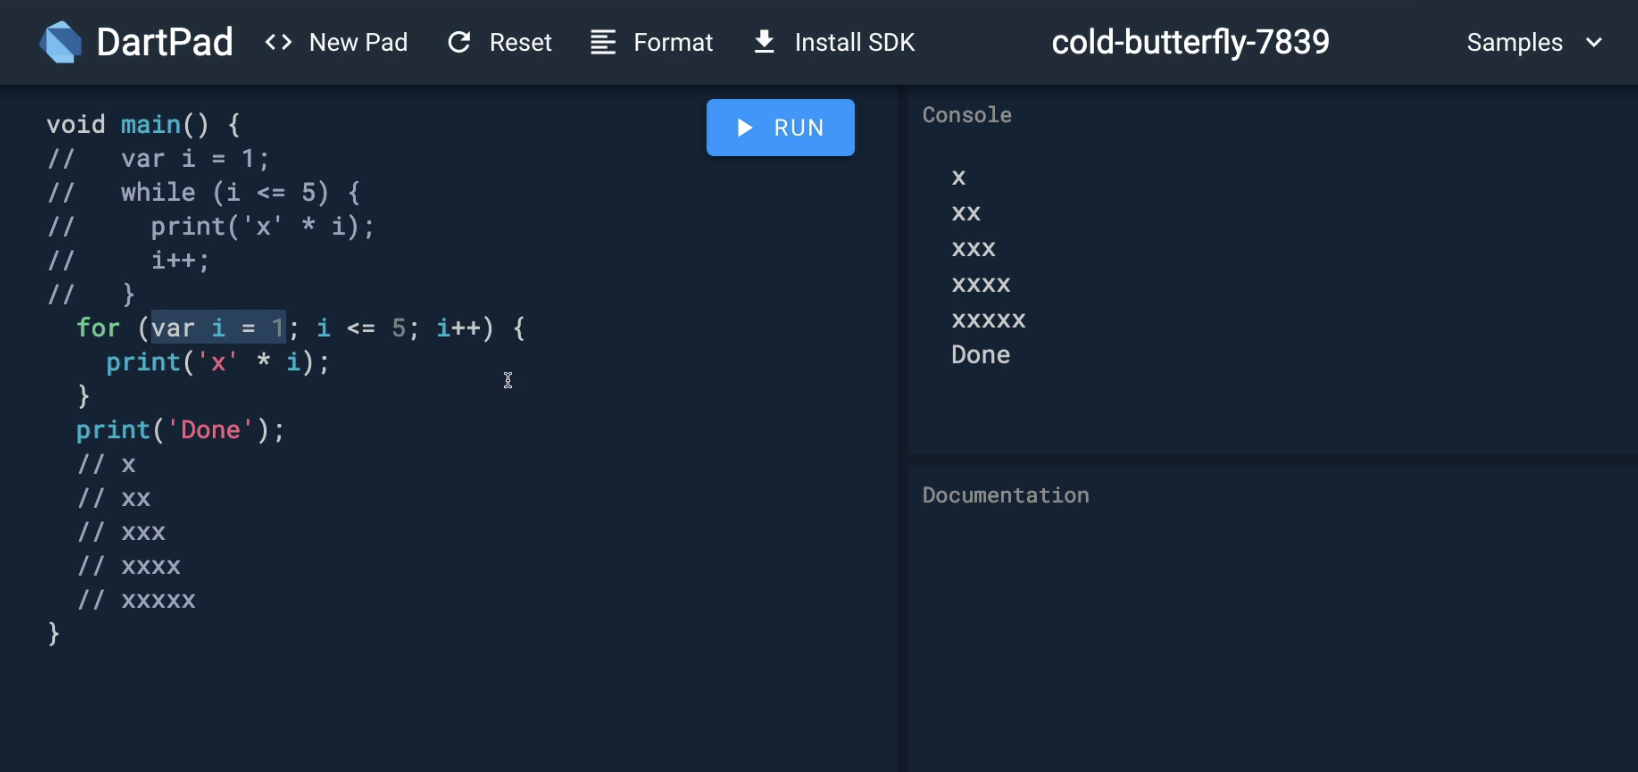 DartPad <> New Pad Reset Format Install SDK cold-butterfly-7839 Samples
void main() {
//   var i = 1;
//   while (i <= 5) {
//     print('x' * i);
//     i++;
//   }
  for (var i = 1; i <= 5; i++) {
    print('x' * i);
  }
  print('Done');
  // x
  // xx
  // xxx
  // xxxx
  // xxxxx
}
RUN
Console
x
xx
xxx
xxxx
xxxxx
Done
Documentation